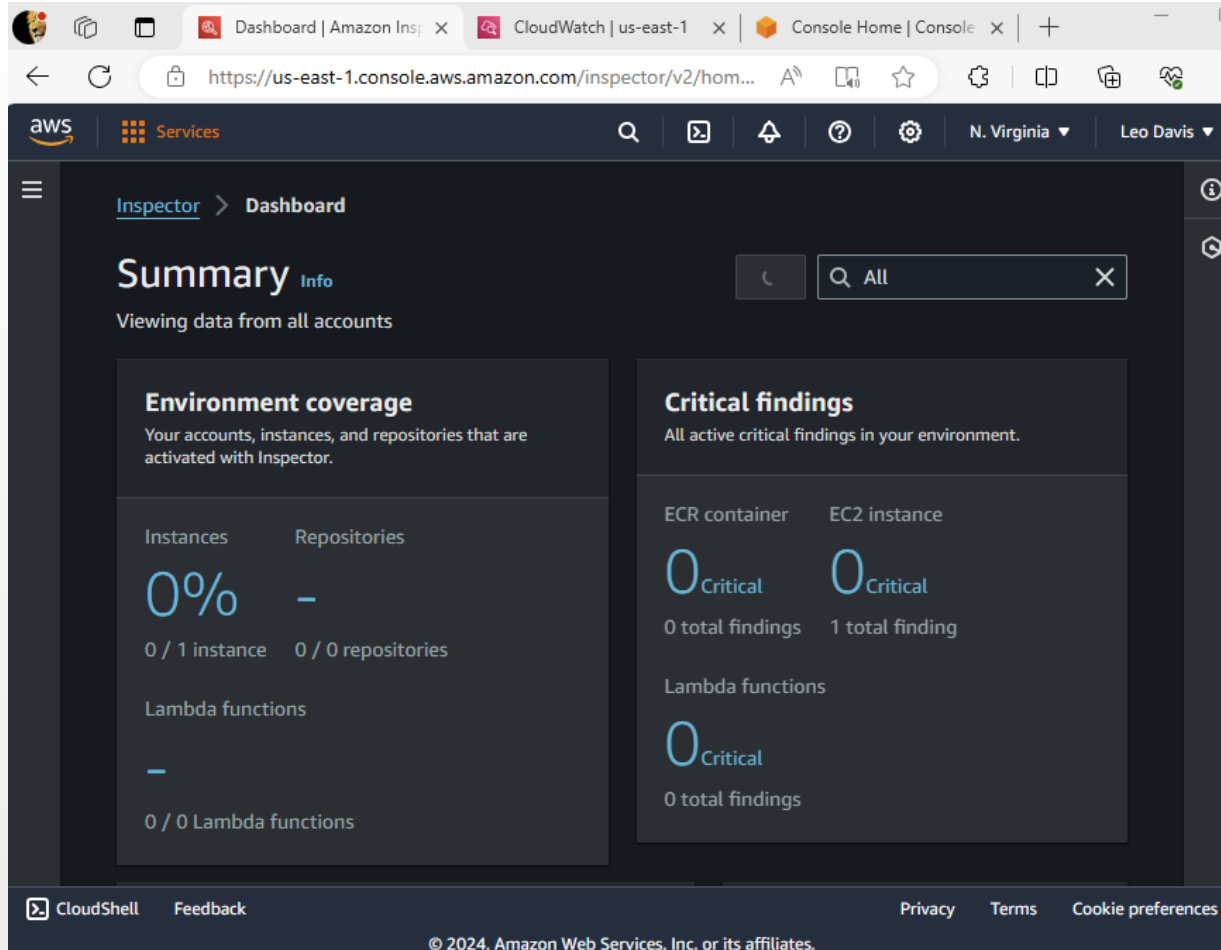 Dashboard | Amazon Insp
CloudWatch | us-east-1
Console Home | Console
https://us-east-1.console.aws.amazon.com/inspector/v2/hom...
aws
Services
N. Virginia
Leo Davis
Inspector
Dashboard
Summary Info
All
Viewing data from all accounts
Environment coverage
Your accounts, instances, and repositories that are
activated with Inspector.
Instances
Repositories
0%
-
0 / 1 instance
0 / 0 repositories
Lambda functions
-
0 / 0 Lambda functions
Critical findings
All active critical findings in your environment.
ECR container
EC2 instance
0 Critical
0 Critical
0 total findings
1 total finding
Lambda functions
0 Critical
0 total findings
CloudShell
Feedback
Privacy
Terms
Cookie preferences
© 2024, Amazon Web Services, Inc. or its affiliates.